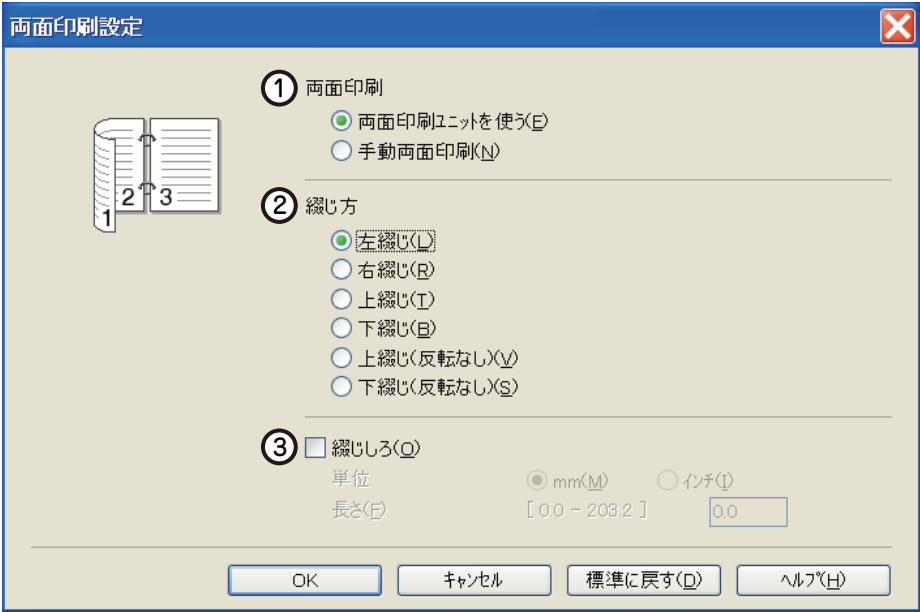 両面印刷設定
① 両面印刷
両面印刷ユニットを使う(E)
手動両面印刷(N)
1 2 3
② 綴じ方
左綴じ(L)
右綴じ(R)
上綴じ(T)
下綴じ(B)
上綴じ(反転なし)(V)
下綴じ(反転なし)(S)
③ 綴じしろ(O)
単位 mm(M) インチ(I)
長さ(F) [ 0.0 - 203.2 ] 0.0
OK キャンセル 標準に戻す(D) ヘルプ(H)